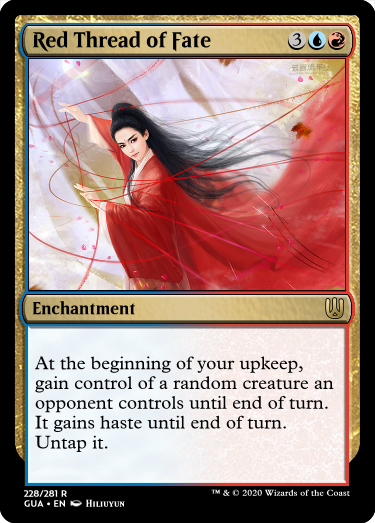 Red Thread of Fate 3
Enchantment
At the beginning of your upkeep,
gain control of a random creature an
opponent controls until end of turn.
It gains haste until end of turn.
Untap it.
228/281 R
GUA • EN Hiliuyun
™ & © 2020 Wizards of the Coast